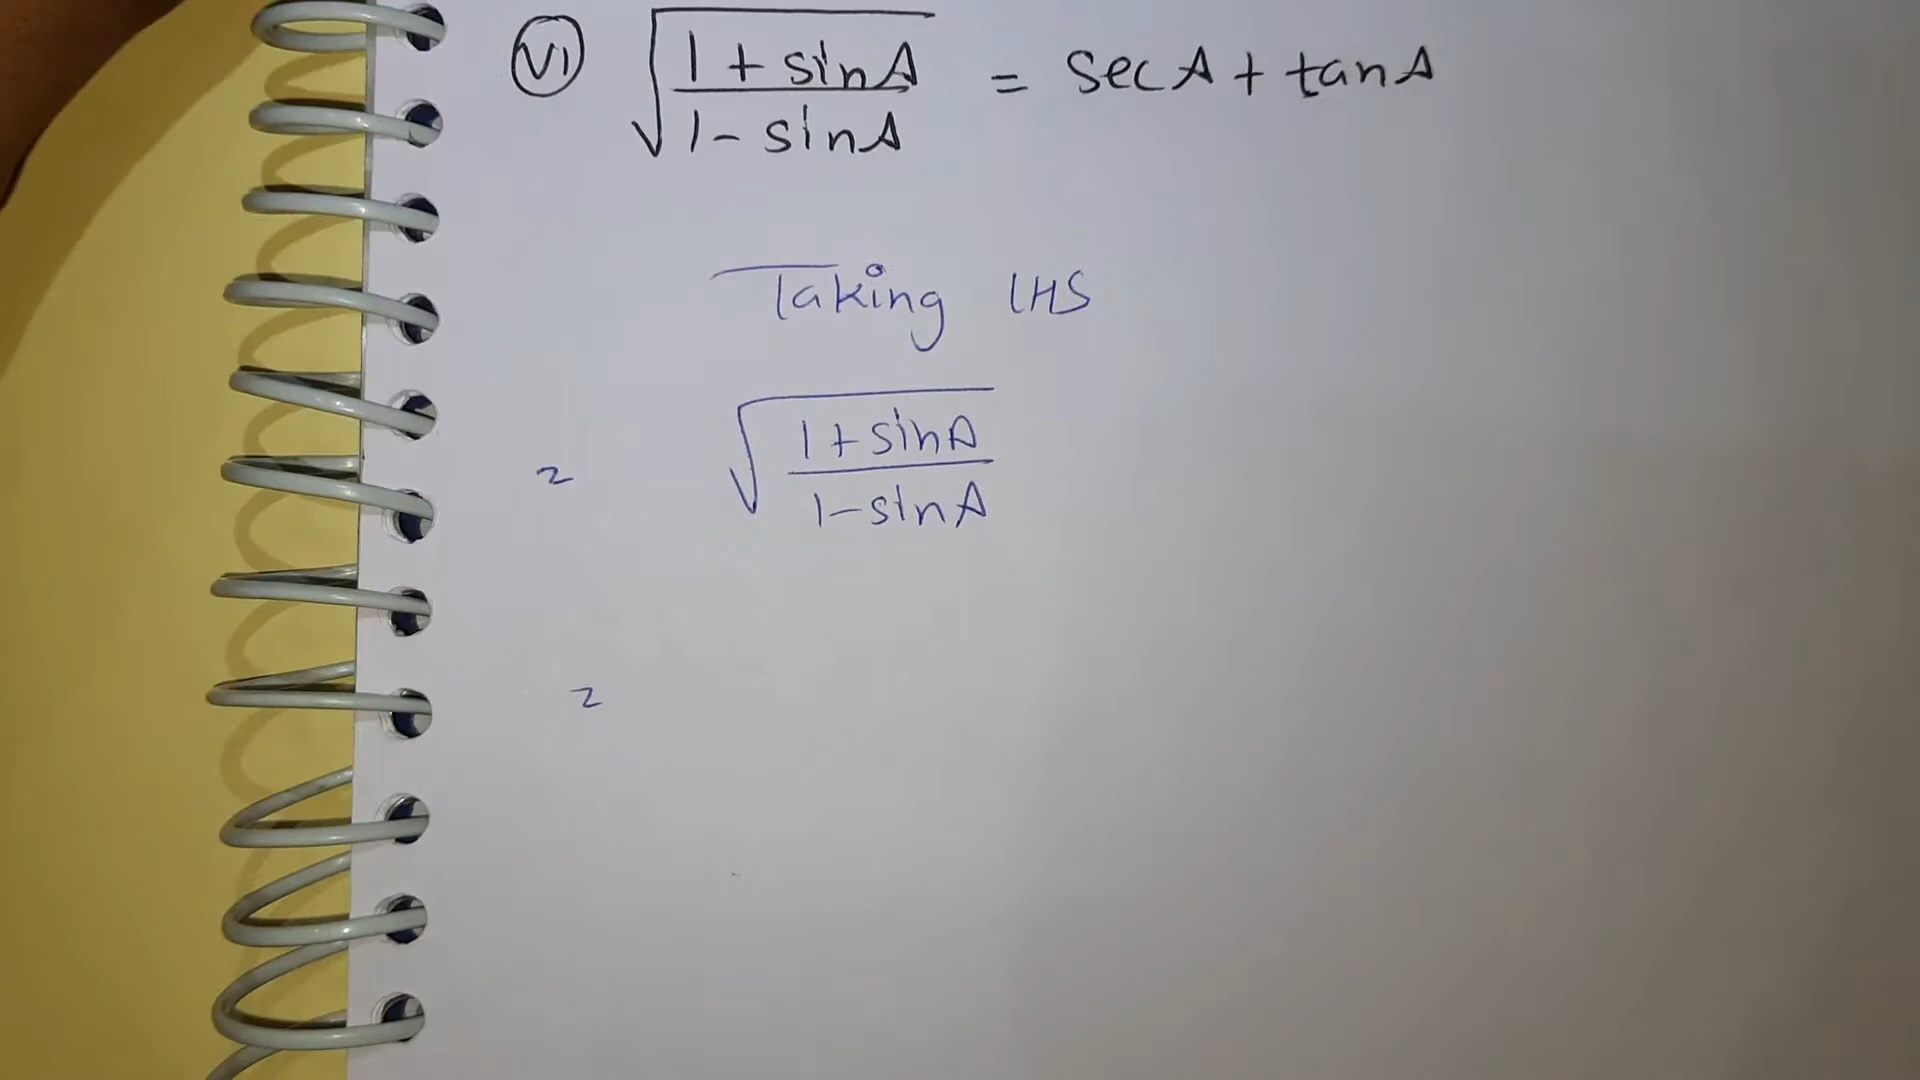 (vi) √((1 + sinA)/(1 - sinA)) = secA + tanA
Taking LHS
= √((1 + sinA)/(1 - sinA))
=